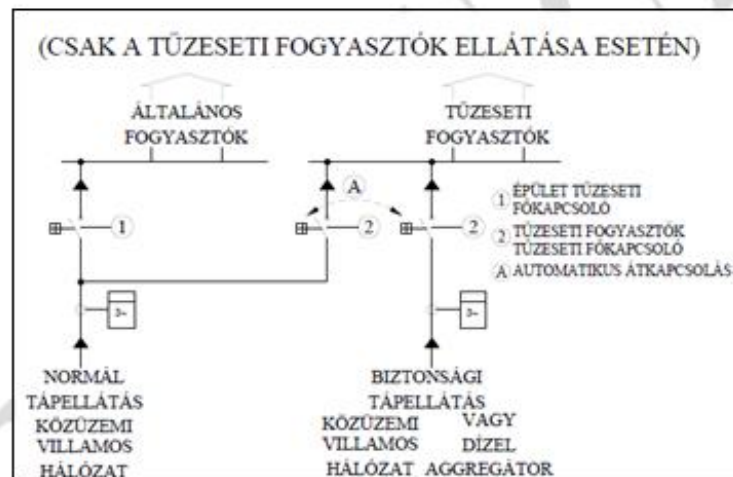 (CSAK A TŰZESETI FOGYASZTÓK ELLÁTÁSA ESETÉN)
ÁLTALÁNOS
FOGYASZTÓK
TŰZESETI
FOGYASZTÓK
A
1
2
2
1 ÉPÜLET TŰZESETI
FŐKAPCSOLÓ
2 TŰZESETI FOGYASZTÓK
TŰZESETI FŐKAPCSOLÓ
A AUTOMATIKUS ÁTKAPCSOLÁS
3~
3~
NORMÁL
TÁPELLÁTÁS
KÖZÜZEMI
VILLAMOS
HÁLÓZAT
BIZTONSÁGI
TÁPELLÁTÁS
KÖZÜZEMI
VILLAMOS
HÁLÓZAT
VAGY
DÍZEL
AGGREGÁTOR